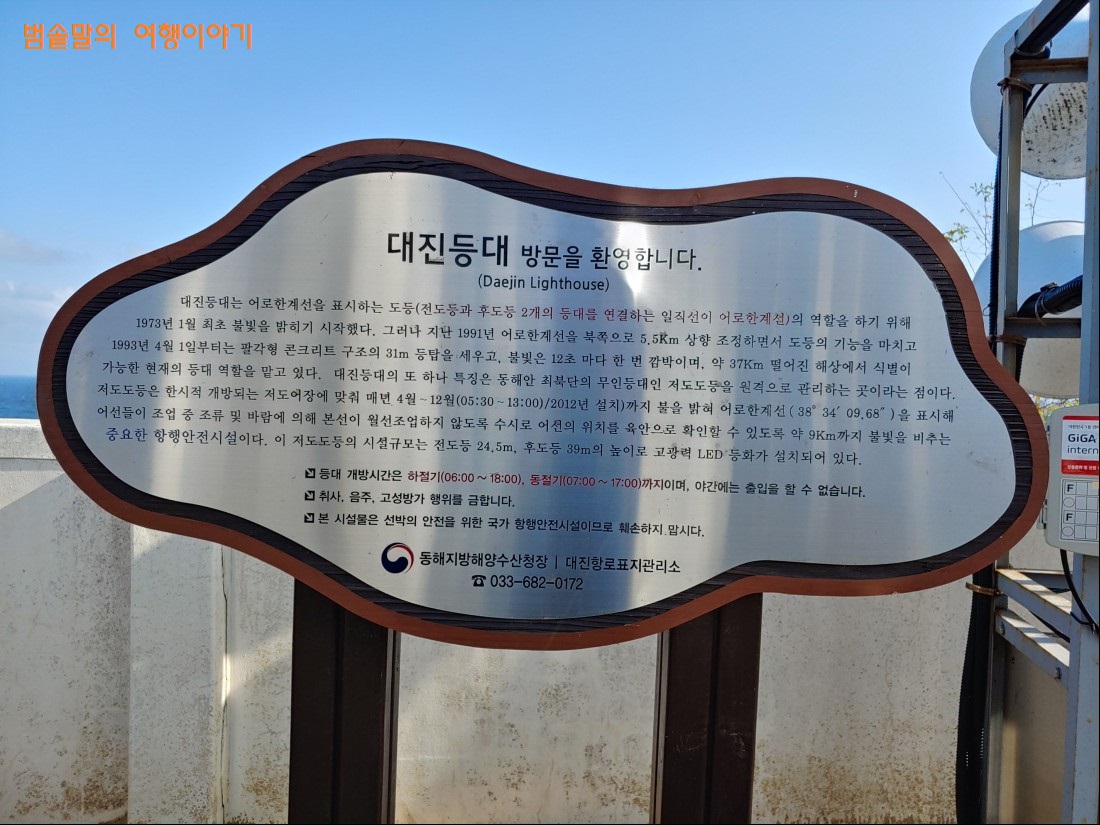 범솥말의 여행이야기
대진등대 방문을 환영합니다.
(Daejin Lighthouse)
대진등대는 어로한계선을 표시하는 도등(전도등과 후도등 2개의 등대를 연결하는 일직선이 어로한계선)의 역할을 하기 위해
1973년 1월 최초 불빛을 밝히기 시작했다. 그러나 지난 1991년 어로한계선을 북쪽으로 5.5Km 상향 조정하면서 도등의 기능을 마치고
1993년 4월 1일부터는 팔각형 콘크리트 구조의 31m 등탑을 세우고, 불빛은 12초 마다 한 번 깜박이며, 약 37Km 떨어진 해상에서 식별이
가능한 현재의 등대 역할을 맡고 있다. 대진등대의 또 하나 특징은 동해안 최북단의 무인등대인 저도도등을 원격으로 관리하는 곳이라는 점이다.
저도도등은 한시적 개방되는 저도어장에 맞춰 매년 4월~12월(05:30~13:00/2012년 설치)까지 불을 밝혀 어로한계선(38° 34′ 09.68″)을 표시해
어선들이 조업 중 조류 및 바람에 의해 본선이 월선조업하지 않도록 수시로 어선의 위치를 육안으로 확인할 수 있도록 약 9Km까지 불빛을 비추는
중요한 항행안전시설이다. 이 저도도등의 시설규모는 전도등 24.5m, 후도등 39m의 높이로 고광력 LED 등화가 설치되어 있다.
등대 개방시간은 하절기(06:00~18:00), 동절기(07:00~17:00)까지이며, 야간에는 출입을 할 수 없습니다.
취사, 음주, 고성방가 행위를 금합니다.
본 시설물은 선박의 안전을 위한 국가 항행안전시설이므로 훼손하지 맙시다.
동해지방해양수산청장 | 대진항로표지관리소
☎ 033-682-0172
GiGA
intern
F
F